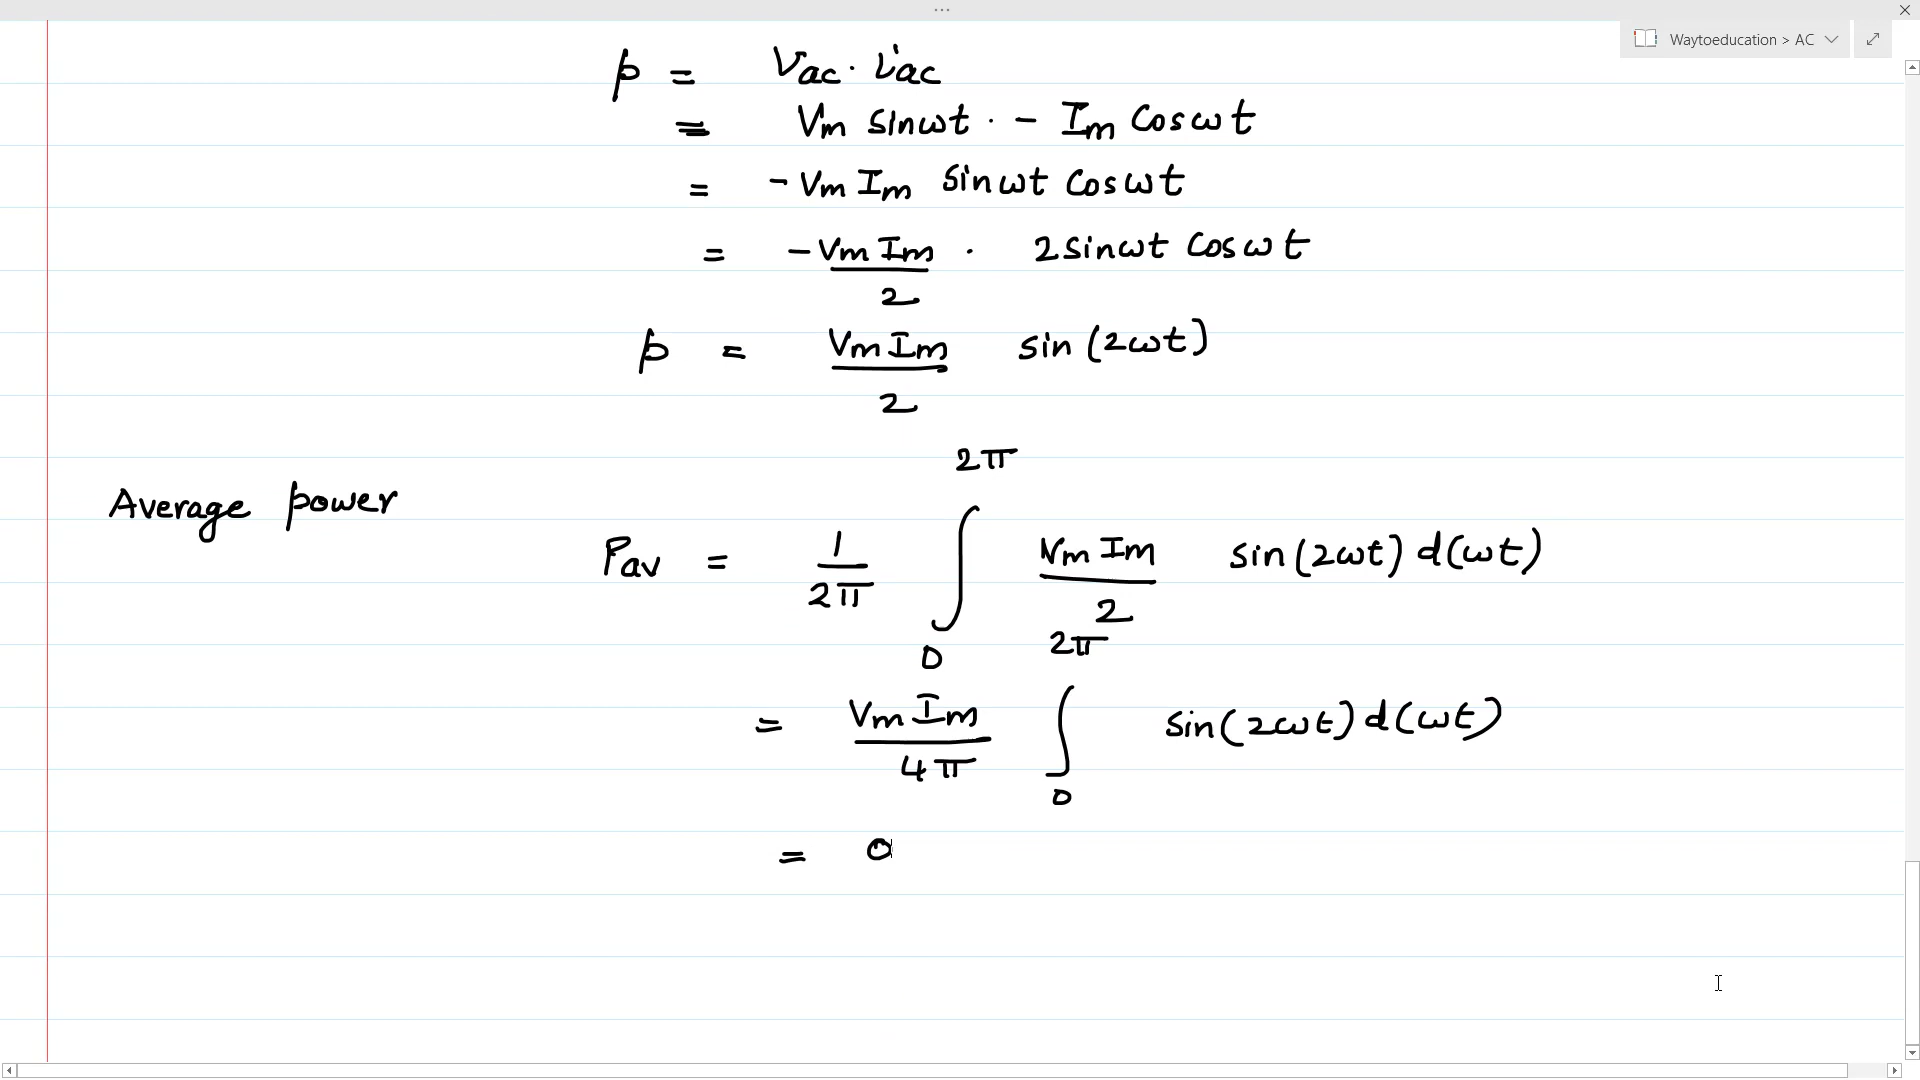 Waytoeducation > AC
p = Vac · iac
= Vm sinωt · - Im Cosωt
= - Vm Im Sinωt Cosωt
= - Vm Im / 2 · 2 sinωt Cosωt
p = Vm Im / 2 sin (2ωt)
Average power
Pav = 1/2π ∫₀^2π Vm Im / 2 sin(2ωt) d(ωt)
= Vm Im / 4π ∫₀^2π sin(2ωt) d(ωt)
= 0